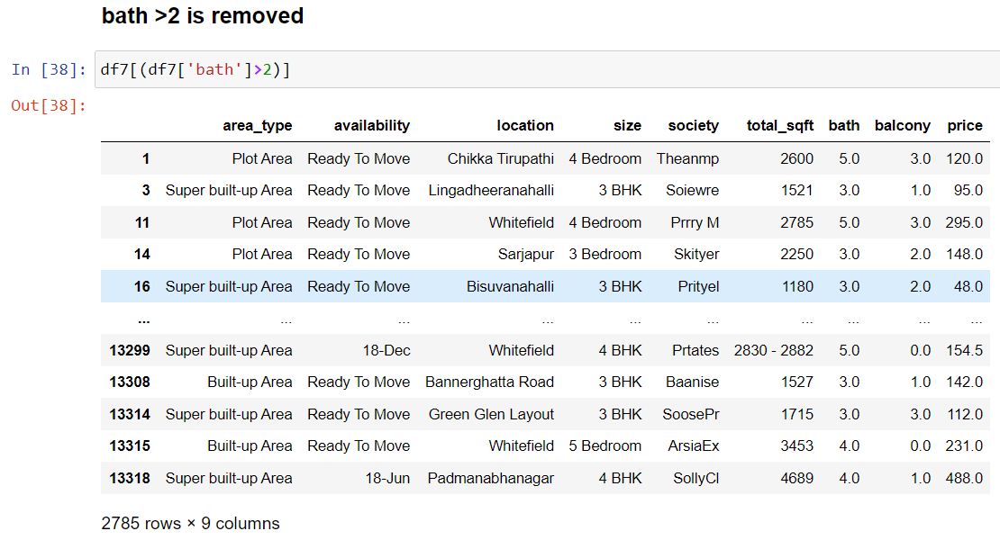 bath >2 is removed
In [38]: df7[(df7['bath']>2)]
Out[38]:
area_type availability location size society total_sqft bath balcony price
1 Plot Area Ready To Move Chikka Tirupathi 4 Bedroom Theanmp 2600 5.0 3.0 120.0
3 Super built-up Area Ready To Move Lingadheeranahalli 3 BHK Soiewre 1521 3.0 1.0 95.0
11 Plot Area Ready To Move Whitefield 4 Bedroom Prrry M 2785 5.0 3.0 295.0
14 Plot Area Ready To Move Sarjapur 3 Bedroom Skityer 2250 3.0 2.0 148.0
16 Super built-up Area Ready To Move Bisuvanahalli 3 BHK Prityel 1180 3.0 2.0 48.0
... ... ... ... ... ... ... ... ... ...
13299 Super built-up Area 18-Dec Whitefield 4 BHK Prtates 2830 - 2882 5.0 0.0 154.5
13308 Built-up Area Ready To Move Bannerghatta Road 3 BHK Baanise 1527 3.0 1.0 142.0
13314 Super built-up Area Ready To Move Green Glen Layout 3 BHK SoosePr 1715 3.0 3.0 112.0
13315 Built-up Area Ready To Move Whitefield 5 Bedroom ArsiaEx 3453 4.0 0.0 231.0
13318 Super built-up Area 18-Jun Padmanabhanagar 4 BHK SollyCl 4689 4.0 1.0 488.0
2785 rows × 9 columns